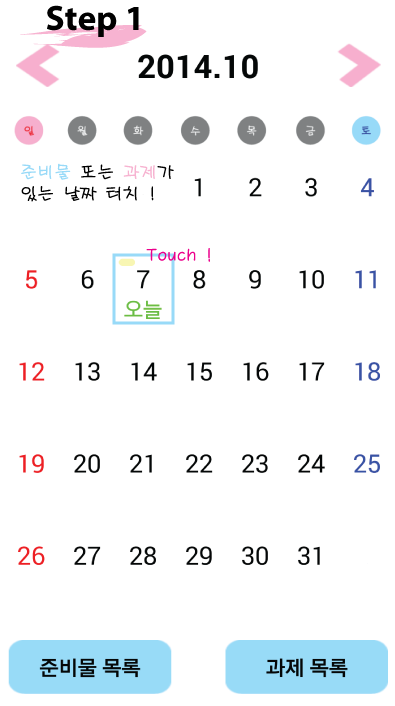 Step 1
2014.10
일 월 화 수 목 금 토
준비물 또는 과제가
있는 날짜 터치 !
1 2 3 4
Touch !
5 6 7 8 9 10 11
오늘
12 13 14 15 16 17 18
19 20 21 22 23 24 25
26 27 28 29 30 31
준비물 목록 과제 목록